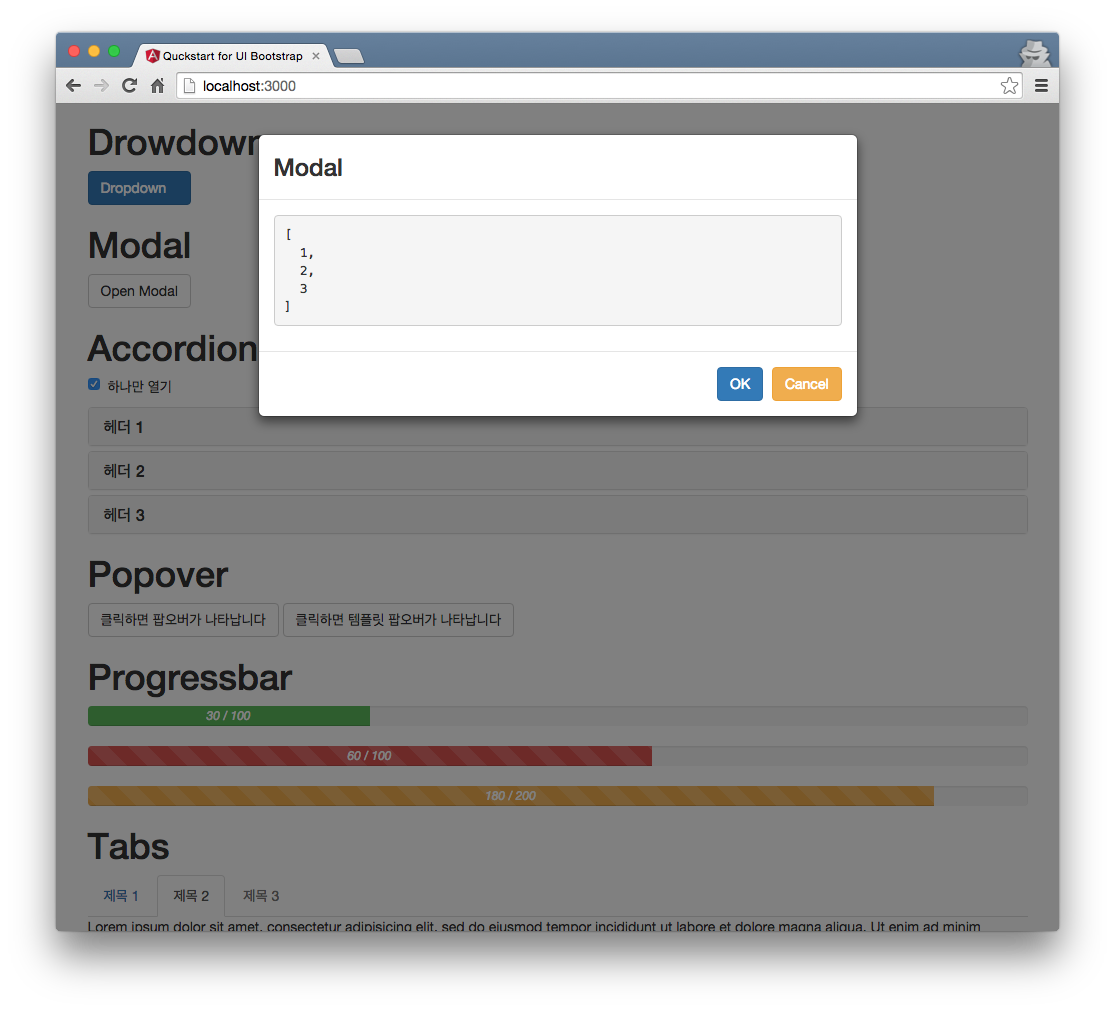 Quckstart for UI Bootstrap
localhost:3000
Drowdown
Dropdown
Modal
Open Modal
Accordion
하나만 열기
Modal
[
1,
2,
3
]
OK Cancel
헤더 1
헤더 2
헤더 3
Popover
클릭하면 팝오버가 나타납니다 클릭하면 템플릿 팝오버가 나타납니다
Progressbar
30 / 100
60 / 100
180 / 200
Tabs
제목 1 제목 2 제목 3
Lorem ipsum dolor sit amet, consectetur adipisicing elit, sed do eiusmod tempor incididunt ut labore et dolore magna aliqua. Ut enim ad minim